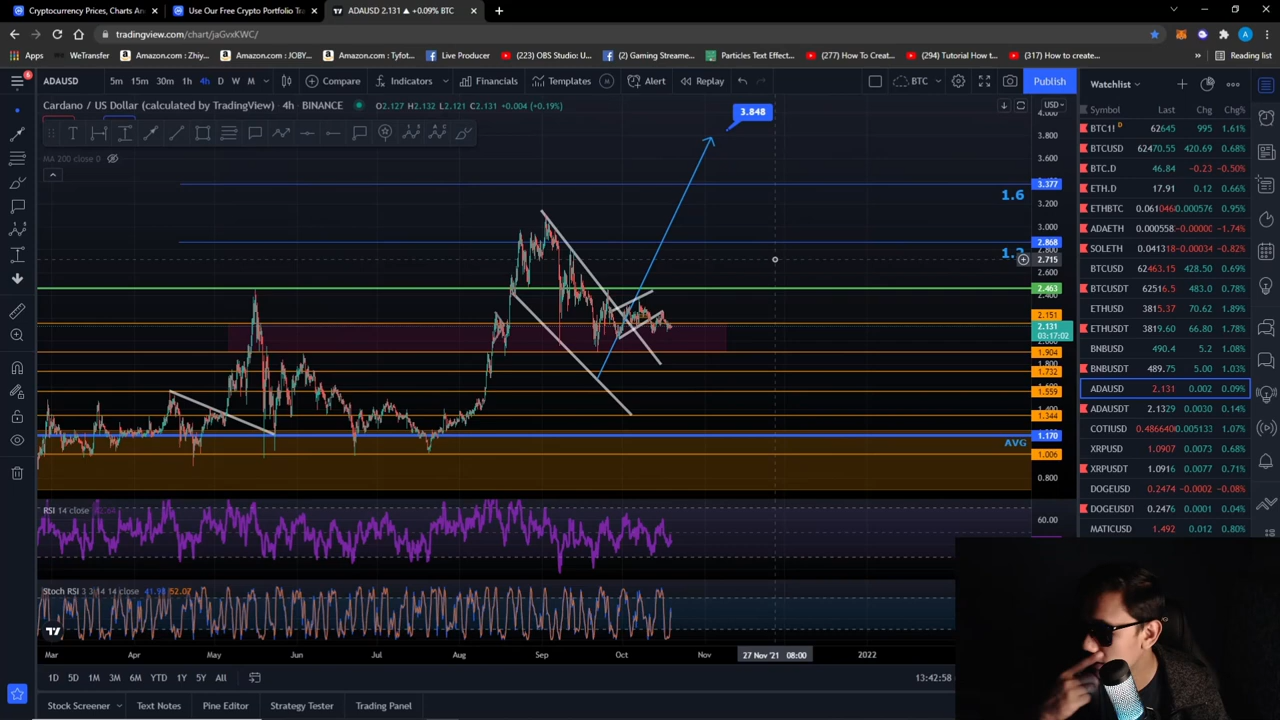 Cryptocurrency Prices, Charts An
Use Our Free Crypto Portfolio Tra
ADAUSD 2.131 ▲ +0.09% BTC
tradingview.com/chart/jaGvxKWC/
Apps WeTransfer Amazon.com : Zhiy... Amazon.com : JOBY... Amazon.com : Tyfot... Live Producer (223) OBS Studio: U... (2) Gaming Streame... Particles Text Effect... (277) How To Creat... (294) Tutorial How t... (317) How to create... Reading list
ADAUSD 5m 15m 30m 1h 4h D W M Compare Indicators Financials Templates Alert Replay BTC Publish
Cardano / US Dollar (calculated by TradingView) 4h BINANCE O2.127 H2.132 L2.121 C2.131 +0.004 (+0.19%)
USD
MA 200 close 0
3.848
4.000
3.800
3.600
3.377
1.6
3.200
3.000
2.868
2.800
1.
2.715
2.600
2.463
2.400
2.151
2.131
03:17:02
2.000
1.904
1.800
1.732
1.559
1.344
1.170
AVG
1.006
0.800
RSI 14 close
60.00
Stoch RSI 3 3 14 14 close 41.98 52.07
Mar Apr May Jun Jul Aug Sep Oct Nov 27 Nov '21 08:00 2022
1D 5D 1M 3M 6M YTD 1Y 5Y All
13:42:58
Stock Screener Text Notes Pine Editor Strategy Tester Trading Panel
Watchlist
Symbol Last Chg Chg%
BTC1! D 62645 995 1.61%
BTCUSD 62470.55 420.69 0.68%
BTC.D 46.84 -0.23 -0.50%
ETH.D 17.91 0.12 0.66%
ETHBTC 0.061046 0.000576 0.95%
ADAETH 0.000558 -0.00000 -1.74%
SOLETH 0.041318 -0.00000 -0.82%
BTCUSD 62463.15 428.50 0.69%
BTCUSDT 62516.5 483.0 0.78%
ETHUSD 3815.37 70.62 1.89%
ETHUSDT 3819.60 66.80 1.78%
BNBUSD 490.4 5.2 1.08%
BNBUSDT 489.75 5.00 1.03%
ADAUSD 2.131 0.002 0.09%
ADAUSDT 2.1329 0.0030 0.14%
COTIUSD 0.486640 0.005133 1.07%
XRPUSD 1.0907 0.0073 0.68%
XRPUSDT 1.0916 0.0077 0.71%
DOGEUSD 0.2474 -0.0002 -0.08%
DOGEUSDT 0.2476 0.0001 0.04%
MATICUSD 1.492 0.012 0.80%